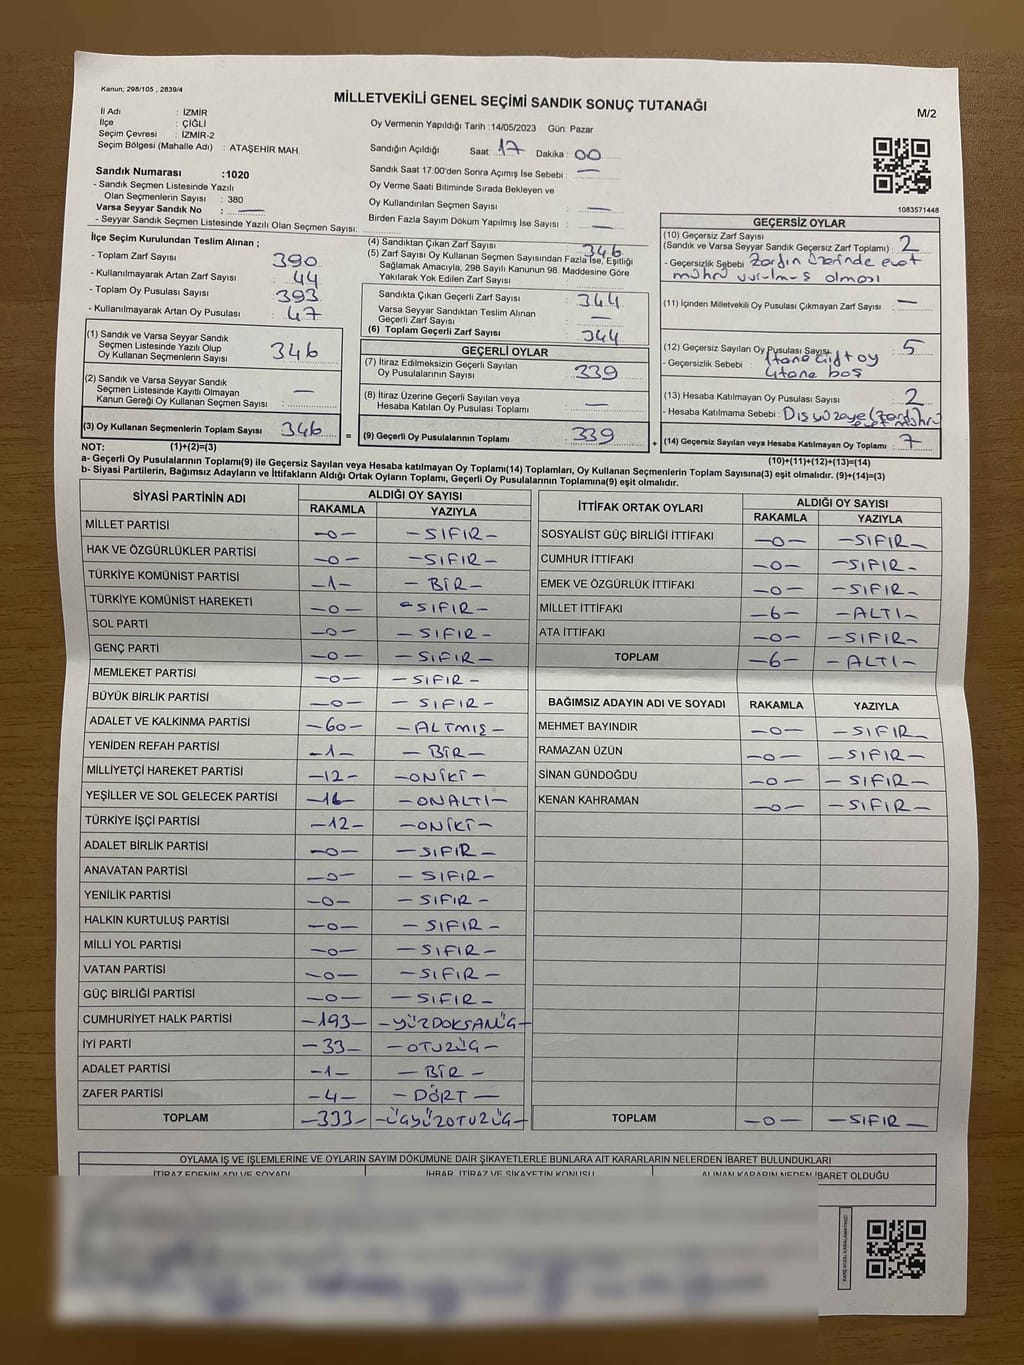 Kanun; 298/105 , 2839/4
MİLLETVEKİLİ GENEL SEÇİMİ SANDIK SONUÇ TUTANAĞI
M/2
İl Adı : İZMİR
İlçe : ÇİĞLİ
Seçim Çevresi : İZMİR-2
Seçim Bölgesi (Mahalle Adı) : ATAŞEHİR MAH.
Oy Vermenin Yapıldığı Tarih :14/05/2023 Gün: Pazar
Sandığın Açıldığı Saat: 17 Dakika : 00
Sandık Saat 17:00'den Sonra Açımış İse Sebebi : —
Oy Verme Saati Bitiminde Sırada Bekleyen ve
Oy Kullandırılan Seçmen Sayısı : —
Birden Fazla Sayım Döküm Yapılmış İse Sayısı : —
Sandık Numarası :1020
- Sandık Seçmen Listesinde Yazılı
Olan Seçmenlerin Sayısı : 380
Varsa Seyyar Sandık No : —
- Seyyar Sandık Seçmen Listesinde Yazılı Olan Seçmen Sayısı:
1083571448
İlçe Seçim Kurulundan Teslim Alınan ;
- Toplam Zarf Sayısı : 390
- Kullanılmayarak Artan Zarf Sayısı : 44
- Toplam Oy Pusulası Sayısı : 393
- Kullanılmayarak Artan Oy Pusulası : 47
(1) Sandık ve Varsa Seyyar Sandık
Seçmen Listesinde Yazılı Olup
Oy Kullanan Seçmenlerin Sayısı : 346
(2) Sandık ve Varsa Seyyar Sandık
Seçmen Listesinde Kayıtlı Olmayan
Kanun Gereği Oy Kullanan Seçmen Sayısı : —
(3) Oy Kullanan Seçmenlerin Toplam Sayısı : 346
(4) Sandıktan Çıkan Zarf Sayısı : 346
(5) Zarf Sayısı Oy Kullanan Seçmen Sayısından Fazla İse, Eşitliği
Sağlamak Amacıyla, 298 Sayılı Kanunun 98. Maddesine Göre
Yakılarak Yok Edilen Zarf Sayısı :
Sandıkta Çıkan Geçerli Zarf Sayısı : 344
Varsa Seyyar Sandıktan Teslim Alınan
Geçerli Zarf Sayısı : —
(6) Toplam Geçerli Zarf Sayısı : 344
GEÇERLİ OYLAR
(7) İtiraz Edilmeksizin Geçerli Sayılan
Oy Pusulalarının Sayısı : 339
(8) İtiraz Üzerine Geçerli Sayılan veya
Hesaba Katılan Oy Pusulası Toplamı : —
= (9) Geçerli Oy Pusulalarının Toplamı : 339 +
GEÇERSİZ OYLAR
(10) Geçersiz Zarf Sayısı
(Sandık ve Varsa Seyyar Sandık Geçersiz Zarf Toplamı) : 2
- Geçersizlik Sebebi : Zarfın üzerinde evet
mührü vurulmuş olması
(11) İçinden Milletvekili Oy Pusulası Çıkmayan Zarf Sayısı : —
(12) Geçersiz Sayılan Oy Pusulası Sayısı : 5
- Geçersizlik Sebebi : 1 tane çift oy
4 tane boş
(13) Hesaba Katılmayan Oy Pusulası Sayısı : 2
- Hesaba Katılmama Sebebi : Dış yüzeye
(14) Geçersiz Sayılan veya Hesaba Katılmayan Oy Toplamı : 7
NOT: (1)+(2)=(3)
(10)+(11)+(12)+(13)=(14)
a- Geçerli Oy Pusulalarının Toplamı(9) ile Geçersiz Sayılan veya Hesaba katılmayan Oy Toplamı(14) Toplamları, Oy Kullanan Seçmenlerin Toplam Sayısına(3) eşit olmalıdır. (9)+(14)=(3)
b- Siyasi Partilerin, Bağımsız Adayların ve İttifakların Aldığı Ortak Oyların Toplamı, Geçerli Oy Pusulalarının Toplamına(9) eşit olmalıdır.
SİYASİ PARTİNİN ADI ALDIĞI OY SAYISI
RAKAMLA YAZIYLA
MİLLET PARTİSİ -0- -SIFIR-
HAK VE ÖZGÜRLÜKLER PARTİSİ -0- -SIFIR-
TÜRKİYE KOMÜNİST PARTİSİ -1- -BİR-
TÜRKİYE KOMÜNİST HAREKETİ -0- -SIFIR-
SOL PARTİ -0- -SIFIR-
GENÇ PARTİ -0- -SIFIR-
MEMLEKET PARTİSİ -0- -SIFIR-
BÜYÜK BİRLİK PARTİSİ -0- -SIFIR-
ADALET VE KALKINMA PARTİSİ -60- -ALTMIŞ-
YENİDEN REFAH PARTİSİ -1- -BİR-
MİLLİYETÇİ HAREKET PARTİSİ -12- -ONİKİ-
YEŞİLLER VE SOL GELECEK PARTİSİ -16- -ONALTI-
TÜRKİYE İŞÇİ PARTİSİ -12- -ONİKİ-
ADALET BİRLİK PARTİSİ -0- -SIFIR-
ANAVATAN PARTİSİ -0- -SIFIR-
YENİLİK PARTİSİ -0- -SIFIR-
HALKIN KURTULUŞ PARTİSİ -0- -SIFIR-
MİLLİ YOL PARTİSİ -0- -SIFIR-
VATAN PARTİSİ -0- -SIFIR-
GÜÇ BİRLİĞİ PARTİSİ -0- -SIFIR-
CUMHURİYET HALK PARTİSİ -193- -YÜZDOKSANÜÇ-
İYİ PARTİ -33- -OTUZÜÇ-
ADALET PARTİSİ -1- -BİR-
ZAFER PARTİSİ -4- -DÖRT-
TOPLAM -333- -ÜÇYÜZOTUZÜÇ-
İTTİFAK ORTAK OYLARI ALDIĞI OY SAYISI
RAKAMLA YAZIYLA
SOSYALİST GÜÇ BİRLİĞİ İTTİFAKI -0- -SIFIR-
CUMHUR İTTİFAKI -0- -SIFIR-
EMEK VE ÖZGÜRLÜK İTTİFAKI -0- -SIFIR-
MİLLET İTTİFAKI -6- -ALTI-
ATA İTTİFAKI -0- -SIFIR-
TOPLAM -6- -ALTI-
BAĞIMSIZ ADAYIN ADI VE SOYADI RAKAMLA YAZIYLA
MEHMET BAYINDIR -0- -SIFIR-
RAMAZAN ÜZÜN -0- -SIFIR-
SİNAN GÜNDOĞDU -0- -SIFIR-
KENAN KAHRAMAN -0- -SIFIR-
TOPLAM -0- -SIFIR-
OYLAMA İŞ VE İŞLEMLERİNE VE OYLARIN SAYIM DÖKÜMÜNE DAİR ŞİKAYETLERLE BUNLARA AİT KARARLARIN NELERDEN İBARET BULUNDUKLARI
İTİRAZ EDENİN ADI VE SOYADI İHBAR, İTİRAZ VE ŞİKAYETİN KONUSU ALINAN KARARIN NEDEN İBARET OLDUĞU